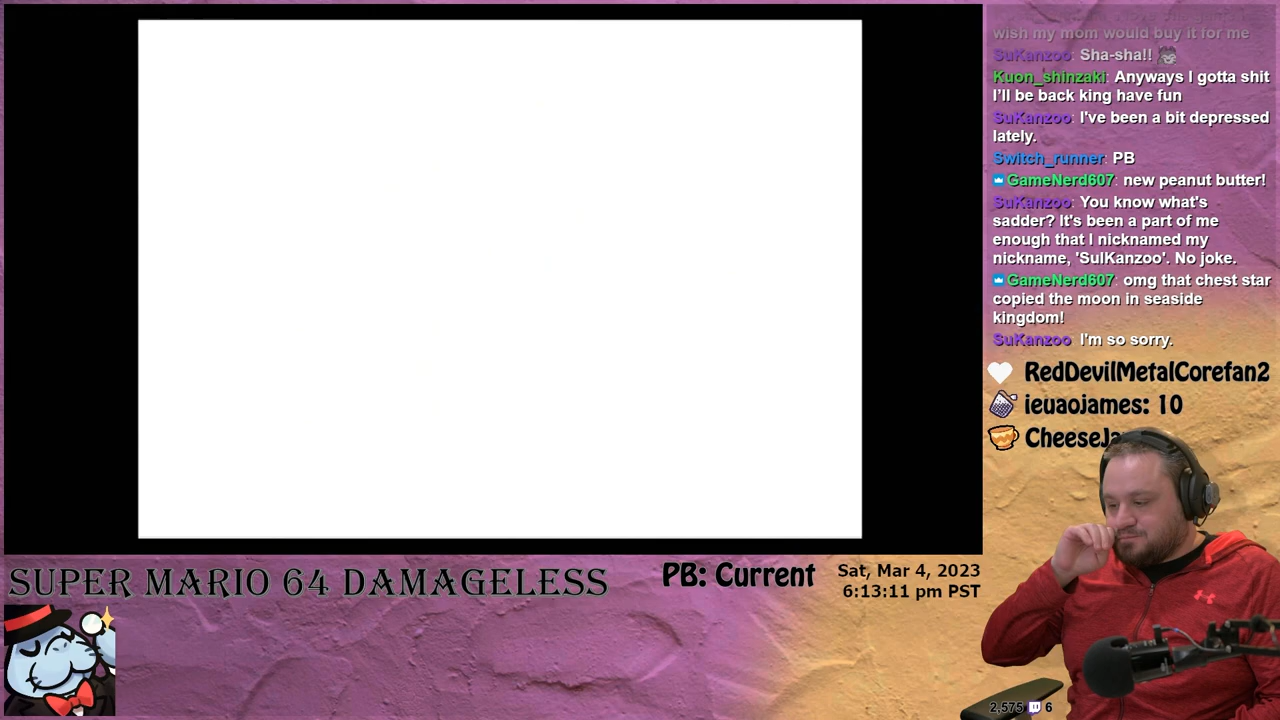 wish my mom would buy it for me
SuKanzoo: Sha-sha!!
Kuon_shinzaki: Anyways I gotta shit
I'll be back king have fun
SuKanzoo: I've been a bit depressed
lately.
Switch_runner: PB
GameNerd607: new peanut butter!
SuKanzoo: You know what's
sadder? It's been a part of me
enough that I nicknamed my
nickname, 'SulKanzoo'. No joke.
GameNerd607: omg that chest star
copied the moon in seaside
kingdom!
SuKanzoo: I'm so sorry.
RedDevilMetalCorefan2
ieuaojames: 10
SUPER MARIO 64 DAMAGELESS
PB: Current
Sat, Mar 4, 2023
6:13:11 pm PST
2,575 6